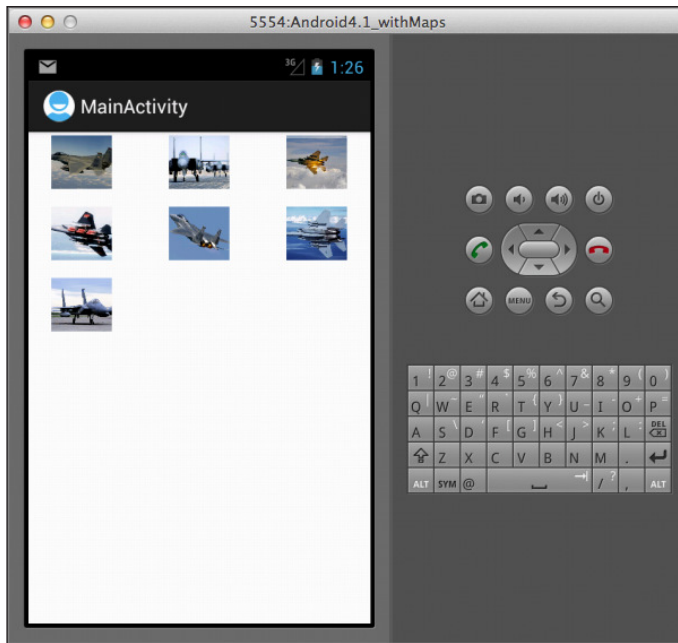 5554:Android4.1_withMaps
3G 1:26
MainActivity
MENU
1 ! 2 @ 3 # 4 $ 5 % 6 ^ 7 & 8 * 9 ( 0 )
Q | W ~ E " R ` T { Y } U _ I - O + P =
A S \ D ' F [ G ] H < J > K ; L : DEL
Z X C V B N M .
ALT SYM @ / ? , ALT